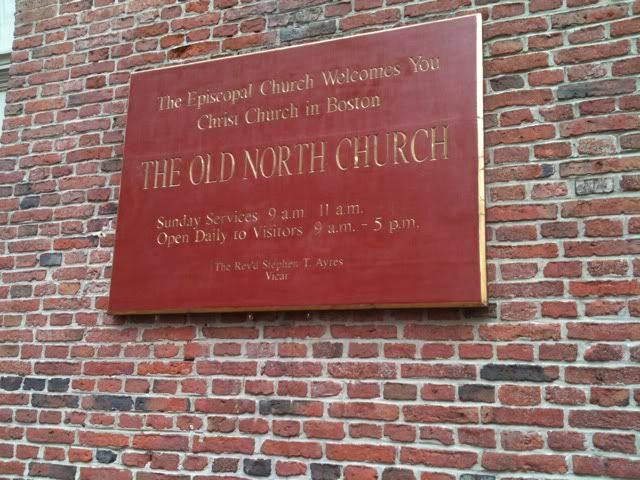 The Episcopal Church Welcomes You
Christ Church in Boston
THE OLD NORTH CHURCH
Sunday Services 9 a.m. 11 a.m.
Open Daily to Visitors 9 a.m. - 5 p.m.
The Rev'd Stephen T. Ayres
Vicar